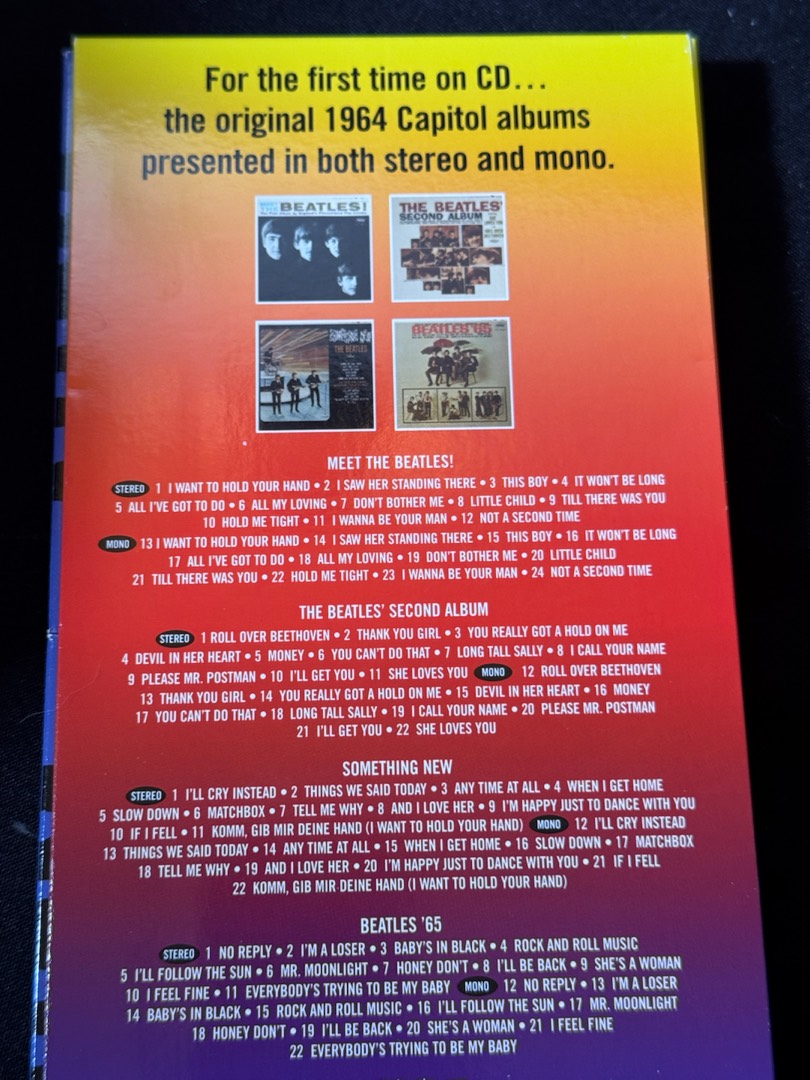 For the first time on CD...
the original 1964 Capitol albums
presented in both stereo and mono.
BEATLES!
THE BEATLES'
SECOND ALBUM
THE BEATLES
BEATLES '65
MEET THE BEATLES!
STEREO 1 I WANT TO HOLD YOUR HAND • 2 I SAW HER STANDING THERE • 3 THIS BOY • 4 IT WON'T BE LONG
5 ALL I'VE GOT TO DO • 6 ALL MY LOVING • 7 DON'T BOTHER ME • 8 LITTLE CHILD • 9 TILL THERE WAS YOU
10 HOLD ME TIGHT • 11 I WANNA BE YOUR MAN • 12 NOT A SECOND TIME
MONO 13 I WANT TO HOLD YOUR HAND • 14 I SAW HER STANDING THERE • 15 THIS BOY • 16 IT WON'T BE LONG
17 ALL I'VE GOT TO DO • 18 ALL MY LOVING • 19 DON'T BOTHER ME • 20 LITTLE CHILD
21 TILL THERE WAS YOU • 22 HOLD ME TIGHT • 23 I WANNA BE YOUR MAN • 24 NOT A SECOND TIME
THE BEATLES' SECOND ALBUM
STEREO 1 ROLL OVER BEETHOVEN • 2 THANK YOU GIRL • 3 YOU REALLY GOT A HOLD ON ME
4 DEVIL IN HER HEART • 5 MONEY • 6 YOU CAN'T DO THAT • 7 LONG TALL SALLY • 8 I CALL YOUR NAME
9 PLEASE MR. POSTMAN • 10 I'LL GET YOU • 11 SHE LOVES YOU MONO 12 ROLL OVER BEETHOVEN
13 THANK YOU GIRL • 14 YOU REALLY GOT A HOLD ON ME • 15 DEVIL IN HER HEART • 16 MONEY
17 YOU CAN'T DO THAT • 18 LONG TALL SALLY • 19 I CALL YOUR NAME • 20 PLEASE MR. POSTMAN
21 I'LL GET YOU • 22 SHE LOVES YOU
SOMETHING NEW
STEREO 1 I'LL CRY INSTEAD • 2 THINGS WE SAID TODAY • 3 ANY TIME AT ALL • 4 WHEN I GET HOME
5 SLOW DOWN • 6 MATCHBOX • 7 TELL ME WHY • 8 AND I LOVE HER • 9 I'M HAPPY JUST TO DANCE WITH YOU
10 IF I FELL • 11 KOMM, GIB MIR DEINE HAND (I WANT TO HOLD YOUR HAND) MONO 12 I'LL CRY INSTEAD
13 THINGS WE SAID TODAY • 14 ANY TIME AT ALL • 15 WHEN I GET HOME • 16 SLOW DOWN • 17 MATCHBOX
18 TELL ME WHY • 19 AND I LOVE HER • 20 I'M HAPPY JUST TO DANCE WITH YOU • 21 IF I FELL
22 KOMM, GIB MIR DEINE HAND (I WANT TO HOLD YOUR HAND)
BEATLES '65
STEREO 1 NO REPLY • 2 I'M A LOSER • 3 BABY'S IN BLACK • 4 ROCK AND ROLL MUSIC
5 I'LL FOLLOW THE SUN • 6 MR. MOONLIGHT • 7 HONEY DON'T • 8 I'LL BE BACK • 9 SHE'S A WOMAN
10 I FEEL FINE • 11 EVERYBODY'S TRYING TO BE MY BABY MONO 12 NO REPLY • 13 I'M A LOSER
14 BABY'S IN BLACK • 15 ROCK AND ROLL MUSIC • 16 I'LL FOLLOW THE SUN • 17 MR. MOONLIGHT
18 HONEY DON'T • 19 I'LL BE BACK • 20 SHE'S A WOMAN • 21 I FEEL FINE
22 EVERYBODY'S TRYING TO BE MY BABY